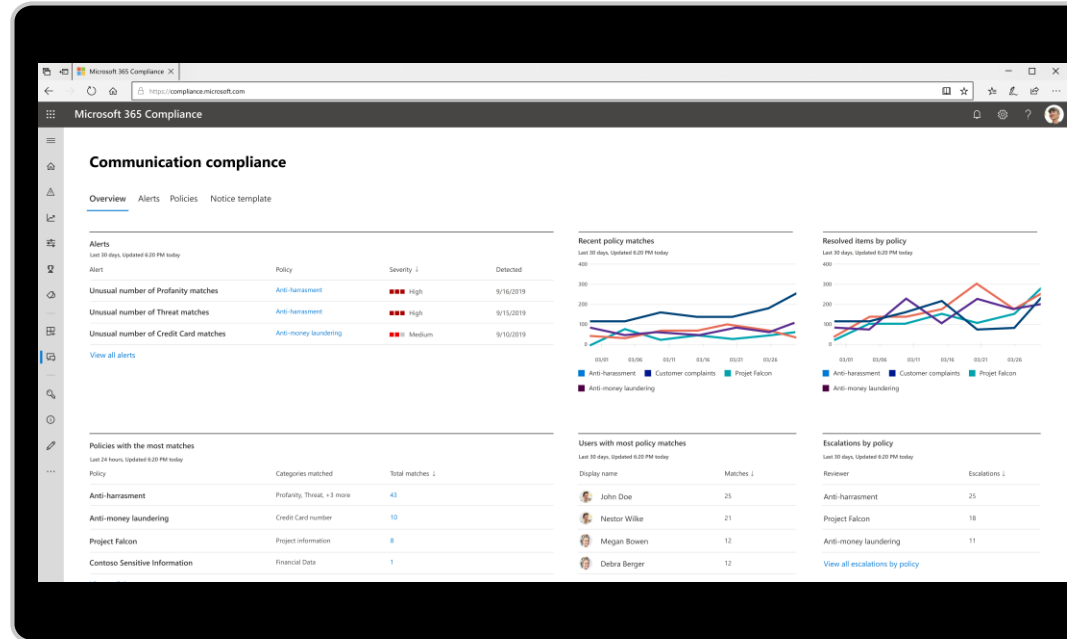 Microsoft 365 Compliance
https://compliance.microsoft.com
Microsoft 365 Compliance
?
Communication compliance
Overview Alerts Policies Notice template
Alerts
Last 30 days, Updated 6:20 PM today
Alert Policy Severity ↓ Detected
Unusual number of Profanity matches Anti-harrasment High 9/16/2019
Unusual number of Threat matches Anti-harrasment High 9/15/2019
Unusual number of Credit Card matches Anti-money laundering Medium 9/10/2019
View all alerts
Recent policy matches
Last 30 days, Updated 6:20 PM today
400
300
200
100
0
03/01 03/06 03/11 03/16 03/21 03/26
Anti-harassment Customer complaints Projet Falcon
Anti-money laundering
Resolved items by policy
Last 30 days, Updated 6:20 PM today
400
300
200
100
0
03/01 03/06 03/11 03/16 03/21 03/26
Anti-harassment Customer complaints Projet Falcon
Anti-money laundering
Policies with the most matches
Last 24 hours, Updated 6:20 PM today
Policy Categories matched Total matches ↓
Anti-harrasment Profanity, Threat, +3 more 43
Anti-money laundering Credit Card number 10
Project Falcon Project information 8
Contoso Sensitive Information Financial Data 1
Users with most policy matches
Last 30 days, Updated 6:20 PM today
Display name Matches ↓
John Doe 25
Nestor Wilke 21
Megan Bowen 12
Debra Berger 12
Escalations by policy
Last 30 days, Updated 6:20 PM today
Reviewer Escalations ↓
Anti-harrasment 25
Project Falcon 18
Anti-money laundering 11
View all escalations by policy